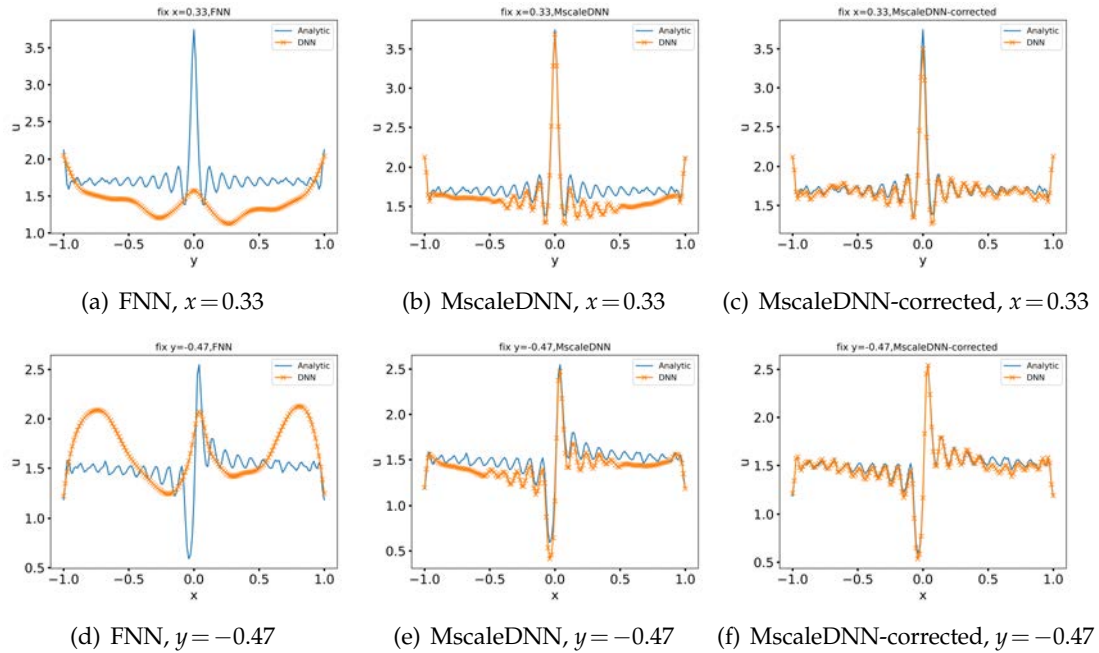 fix x=0.33,FNN
Analytic
DNN
3.5
3.0
2.5
2.0
1.5
1.0
u
−1.0 −0.5 0.0 0.5 1.0
y
(a) FNN, x=0.33
fix x=0.33,MscaleDNN
Analytic
DNN
3.5
3.0
2.5
2.0
1.5
u
−1.0 −0.5 0.0 0.5 1.0
y
(b) MscaleDNN, x=0.33
fix x=0.33,MscaleDNN-corrected
Analytic
DNN
3.5
3.0
2.5
2.0
1.5
u
−1.0 −0.5 0.0 0.5 1.0
y
(c) MscaleDNN-corrected, x=0.33
fix y=-0.47,FNN
Analytic
DNN
2.5
2.0
1.5
1.0
0.5
u
−1.0 −0.5 0.0 0.5 1.0
x
(d) FNN, y=−0.47
fix y=-0.47,MscaleDNN
Analytic
DNN
2.5
2.0
1.5
1.0
0.5
u
−1.0 −0.5 0.0 0.5 1.0
x
(e) MscaleDNN, y=−0.47
fix y=-0.47,MscaleDNN-corrected
Analytic
DNN
2.5
2.0
1.5
1.0
0.5
u
−1.0 −0.5 0.0 0.5 1.0
x
(f) MscaleDNN-corrected, y=−0.47